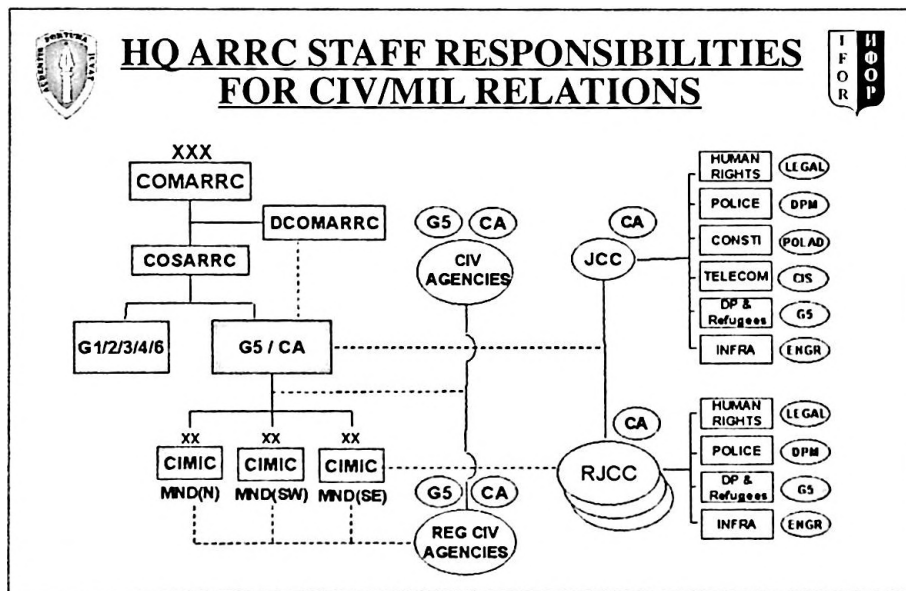 HQ ARRC STAFF RESPONSIBILITIES
FOR CIV/MIL RELATIONS
IFOR
ИФОР
XXX
COMARRC
DCOMARRC
COSARRC
G1/2/3/4/6
G5 / CA
XX
XX
XX
CIMIC
CIMIC
CIMIC
MND(N)
MND(SW)
MND(SE)
G5
CA
CIV
AGENCIES
G5
CA
REG CIV
AGENCIES
CA
JCC
HUMAN
RIGHTS
LEGAL
POLICE
DPM
CONSTI
POLAD
TELECOM
CIS
DP &
Refugees
G5
INFRA
ENGR
CA
RJCC
HUMAN
RIGHTS
LEGAL
POLICE
DPM
DP &
Refugees
G5
INFRA
ENGR